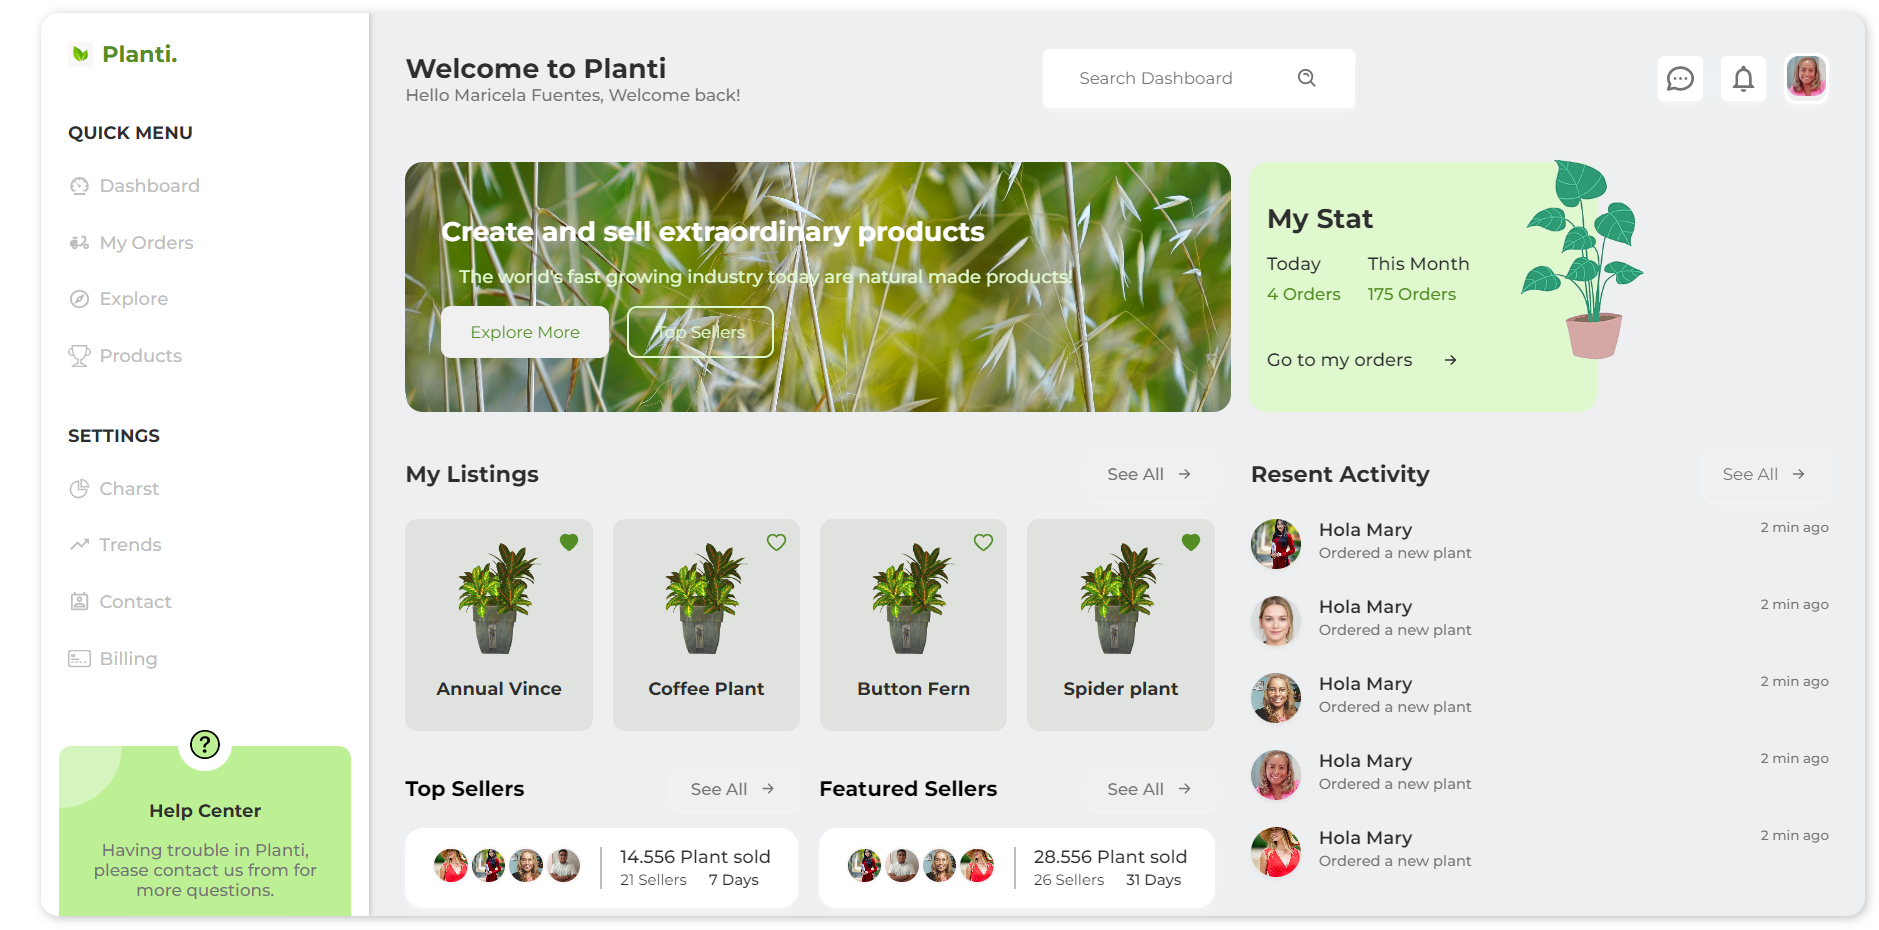 Planti.
QUICK MENU
Dashboard
My Orders
Explore
Products
SETTINGS
Charst
Trends
Contact
Billing
?
Help Center
Having trouble in Planti,
please contact us from for
more questions.
Welcome to Planti
Hello Maricela Fuentes, Welcome back!
Search Dashboard
Create and sell extraordinary products
The world's fast growing industry today are natural made products!
Explore More
Top Sellers
My Stat
Today This Month
4 Orders 175 Orders
Go to my orders
My Listings
See All
Annual Vince
Coffee Plant
Button Fern
Spider plant
Top Sellers
See All
14.556 Plant sold
21 Sellers 7 Days
Featured Sellers
See All
28.556 Plant sold
26 Sellers 31 Days
Resent Activity
See All
Hola Mary
Ordered a new plant
2 min ago
Hola Mary
Ordered a new plant
2 min ago
Hola Mary
Ordered a new plant
2 min ago
Hola Mary
Ordered a new plant
2 min ago
Hola Mary
Ordered a new plant
2 min ago